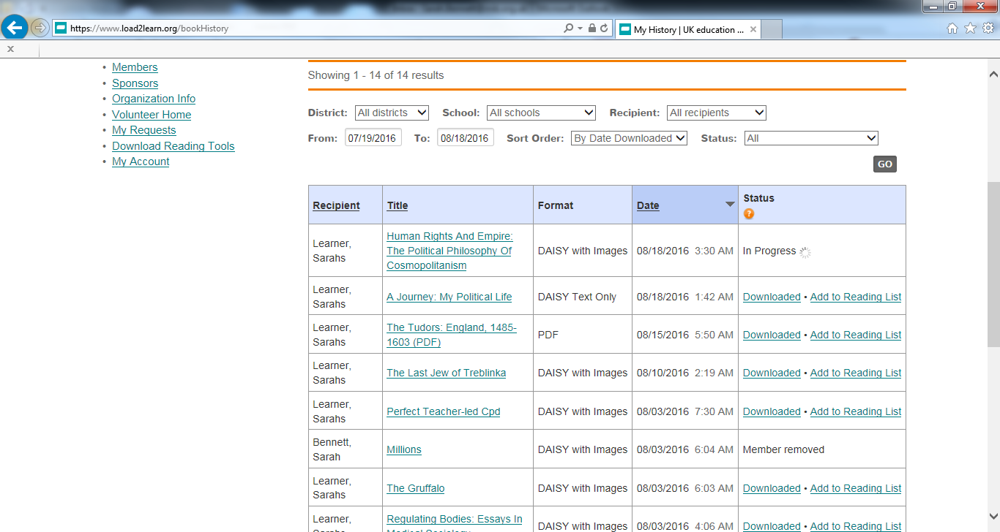 https://www.load2learn.org/bookHistory
My History | UK education ...
Members
Sponsors
Organization Info
Volunteer Home
My Requests
Download Reading Tools
My Account
Showing 1 - 14 of 14 results
District: All districts School: All schools Recipient: All recipients
From: 07/19/2016 To: 08/18/2016 Sort Order: By Date Downloaded Status: All
GO
Recipient Title Format Date Status
?
Learner, Sarahs Human Rights And Empire: The Political Philosophy Of Cosmopolitanism DAISY with Images 08/18/2016 3:30 AM In Progress
Learner, Sarahs A Journey: My Political Life DAISY Text Only 08/18/2016 1:42 AM Downloaded • Add to Reading List
Learner, Sarahs The Tudors: England, 1485-1603 (PDF) PDF 08/15/2016 5:50 AM Downloaded • Add to Reading List
Learner, Sarahs The Last Jew of Treblinka DAISY with Images 08/10/2016 2:19 AM Downloaded • Add to Reading List
Learner, Sarahs Perfect Teacher-led Cpd DAISY with Images 08/03/2016 7:30 AM Downloaded • Add to Reading List
Bennett, Sarah Millions DAISY with Images 08/03/2016 6:04 AM Member removed
Learner, Sarahs The Gruffalo DAISY with Images 08/03/2016 6:03 AM Downloaded • Add to Reading List
Learner, Regulating Bodies: Essays In DAISY with Images 08/03/2016 4:06 AM Downloaded • Add to Reading List